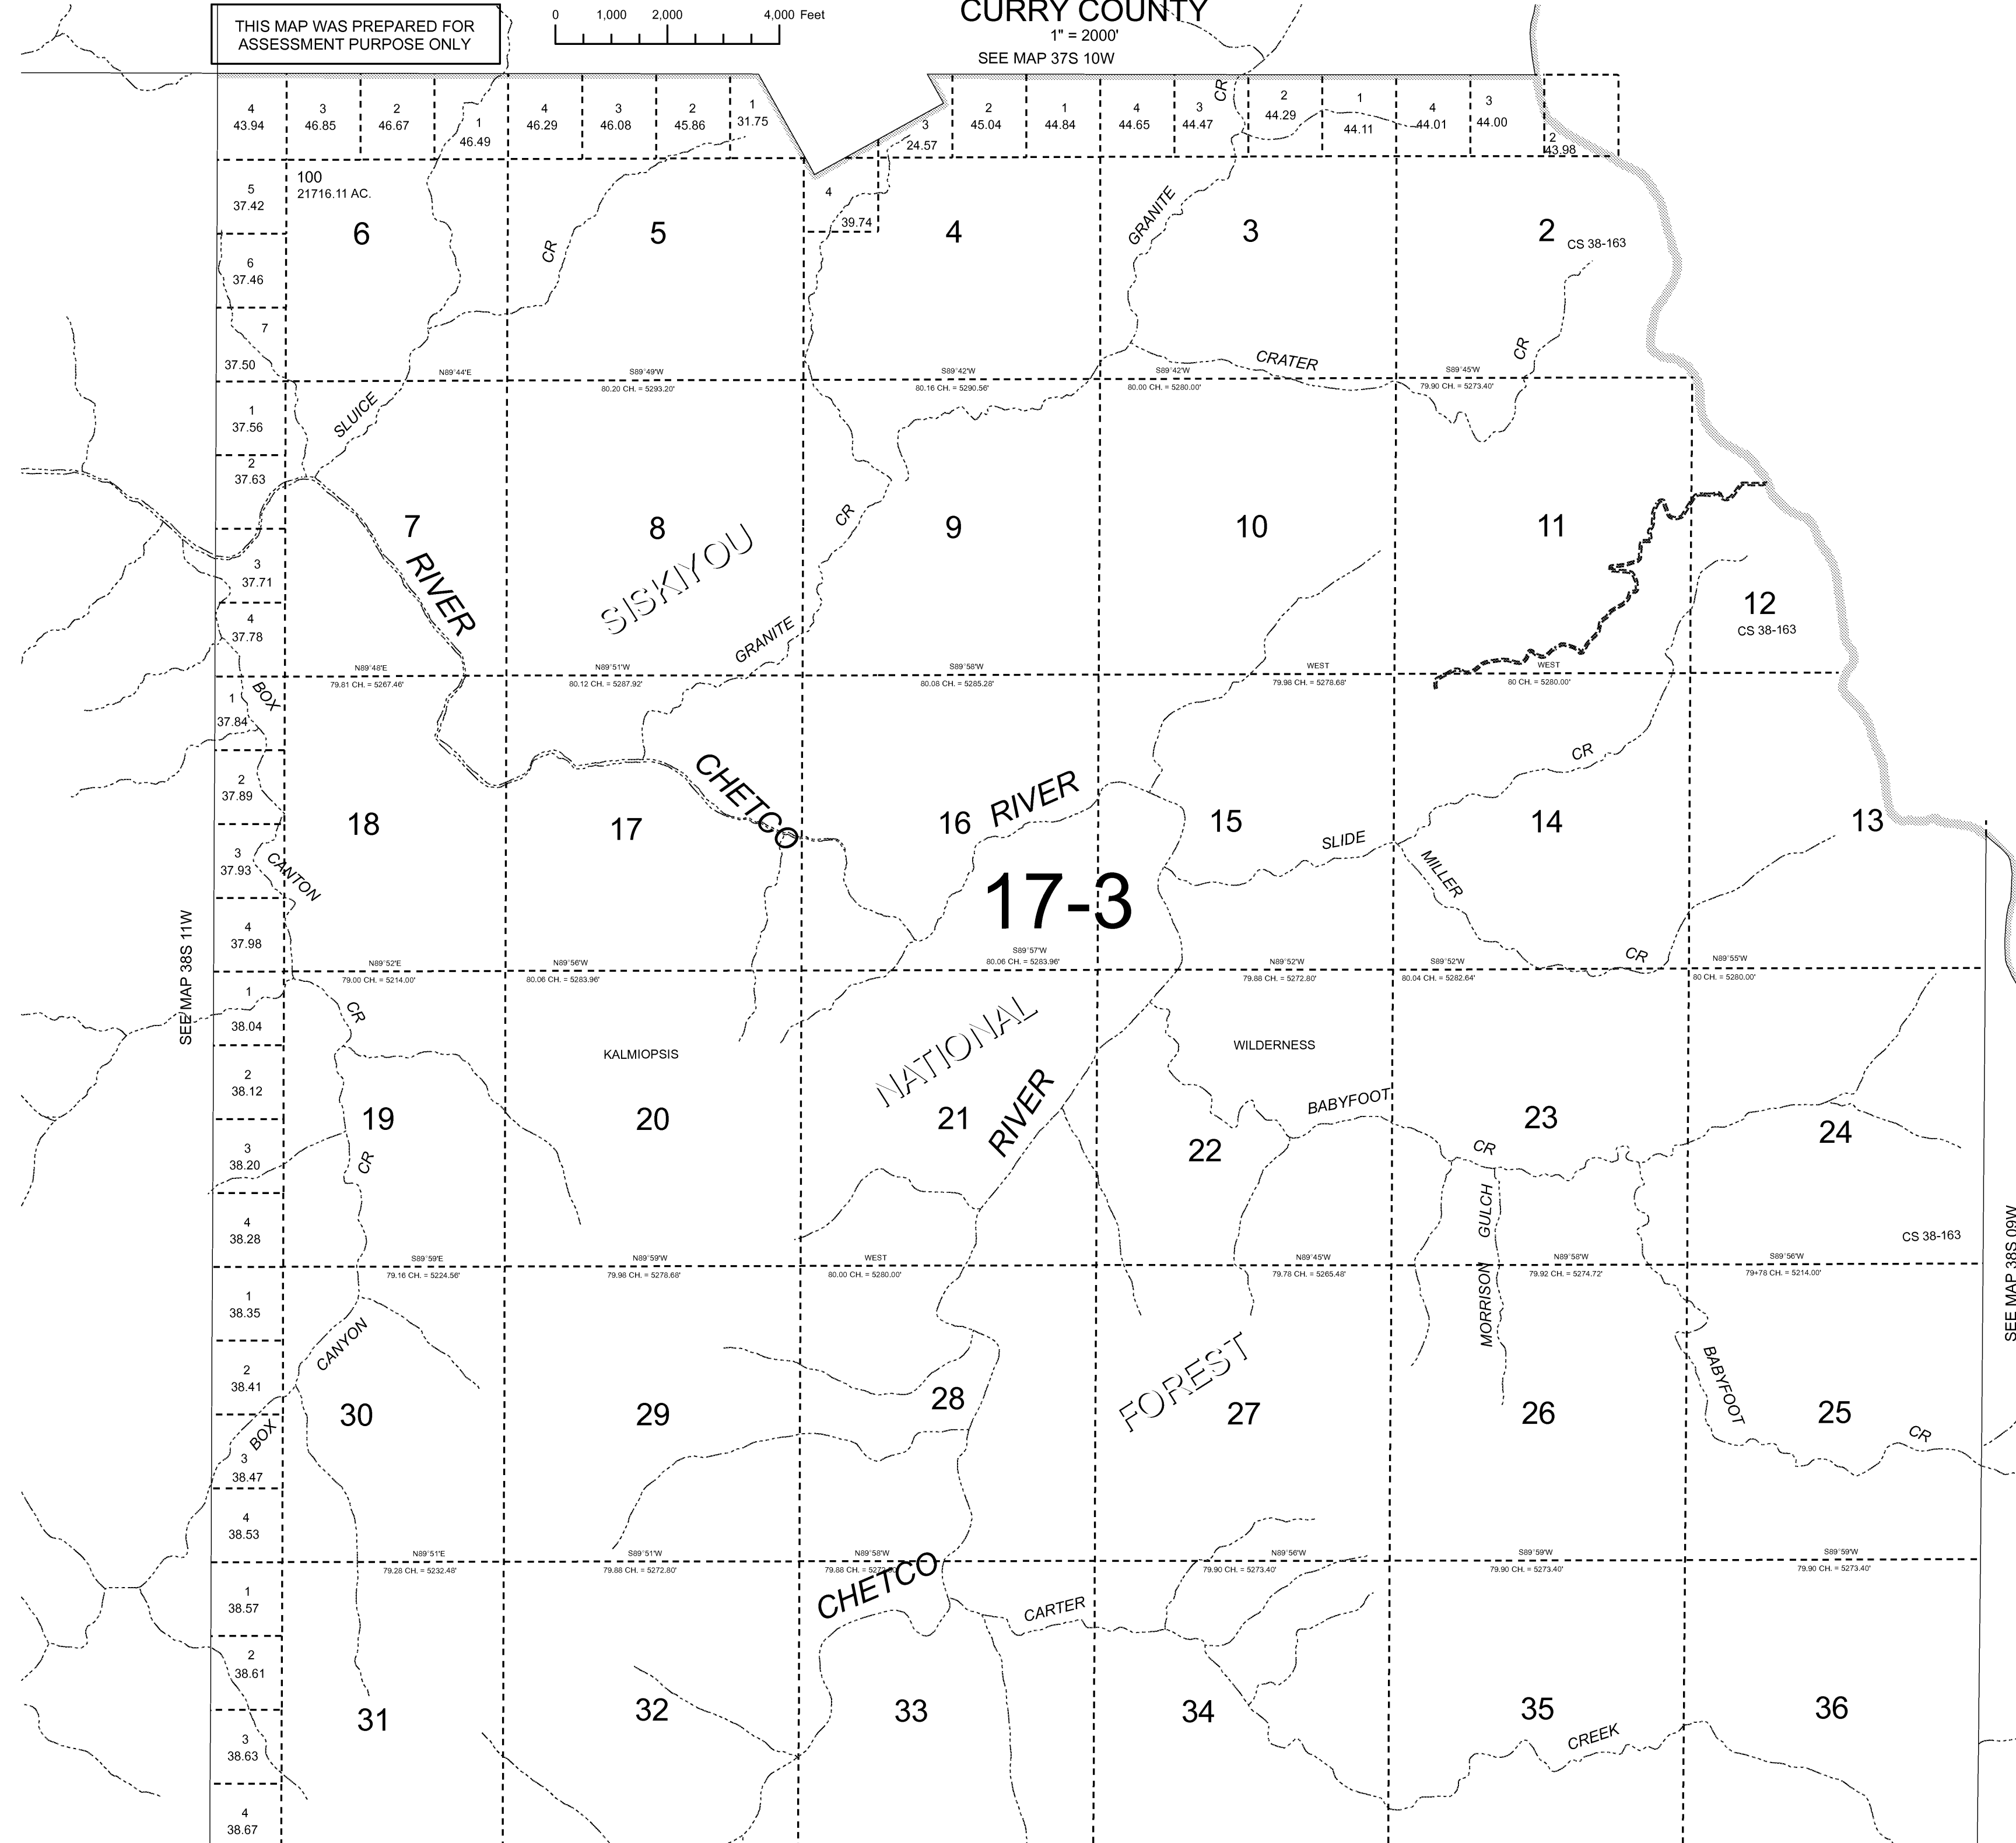 THIS MAP WAS PREPARED FOR
ASSESSMENT PURPOSE ONLY
0 1,000 2,000 4,000 Feet
CURRY COUNTY
1" = 2000'
SEE MAP 37S 10W
4
43.94
3
46.85
2
46.67
1
46.49
4
46.29
3
46.08
2
45.86
1
31.75
3
24.57
2
45.04
1
44.84
4
44.65
3
44.47
CR
2
44.29
1
44.11
4
44.01
3
44.00
2
43.98
100
21716.11 AC.
5
37.42
4
39.74
6
5
4
3
2
CS 38-163
CR
GRANITE
6
37.46
7
37.50
CRATER
CR
N89°44'E
S89°49'W
80.20 CH. = 5293.20'
S89°42'W
80.16 CH. = 5290.56'
S89°42'W
80.00 CH. = 5280.00'
S89°45'W
79.90 CH. = 5273.40'
1
37.56
SLUICE
2
37.63
7
8
9
10
11
12
CS 38-163
RIVER
SISKIYOU
CR
GRANITE
3
37.71
4
37.78
N89°48'E
79.81 CH. = 5267.46'
N89°51'W
80.12 CH. = 5287.92'
S89°58'W
80.08 CH. = 5285.28'
WEST
79.98 CH. = 5278.68'
WEST
80 CH. = 5280.00'
1
37.84
BOX
2
37.89
18
17
CHETCO
16
RIVER
15
14
13
CR
SLIDE
MILLER
17-3
3
37.93
CANTON
4
37.98
SEE MAP 38S 11W
CR
N89°52'E
79.00 CH. = 5214.00'
N89°56'W
80.06 CH. = 5283.96'
S89°57'W
80.06 CH. = 5283.96'
N89°52'W
79.88 CH. = 5272.80'
S89°52'W
80.04 CH. = 5282.64'
N89°55'W
80 CH. = 5280.00'
1
38.04
CR
KALMIOPSIS
NATIONAL
WILDERNESS
2
38.12
19
20
21
RIVER
22
BABYFOOT
23
24
CR
3
38.20
CR
4
38.28
MORRISON GULCH
CS 38-163
SEE MAP 38S 09W
S89°59'E
79.16 CH. = 5224.56'
N89°59'W
79.98 CH. = 5278.68'
WEST
80.00 CH. = 5280.00'
N89°45'W
79.78 CH. = 5265.48'
N89°58'W
79.92 CH. = 5274.72'
S89°56'W
79+78 CH. = 5214.00'
1
38.35
CANYON
2
38.41
30
29
28
FOREST
27
26
BABYFOOT
25
CR
BOX
3
38.47
4
38.53
N89°51'E
79.28 CH. = 5232.48'
S89°51'W
79.88 CH. = 5272.80'
N89°58'W
79.88 CH. =
N89°56'W
79.90 CH. = 5273.40'
S89°59'W
79.90 CH. = 5273.40'
S89°59'W
79.90 CH. = 5273.40'
CHETCO
CARTER
1
38.57
2
38.61
31
32
33
34
35
36
CREEK
3
38.63
4
38.67